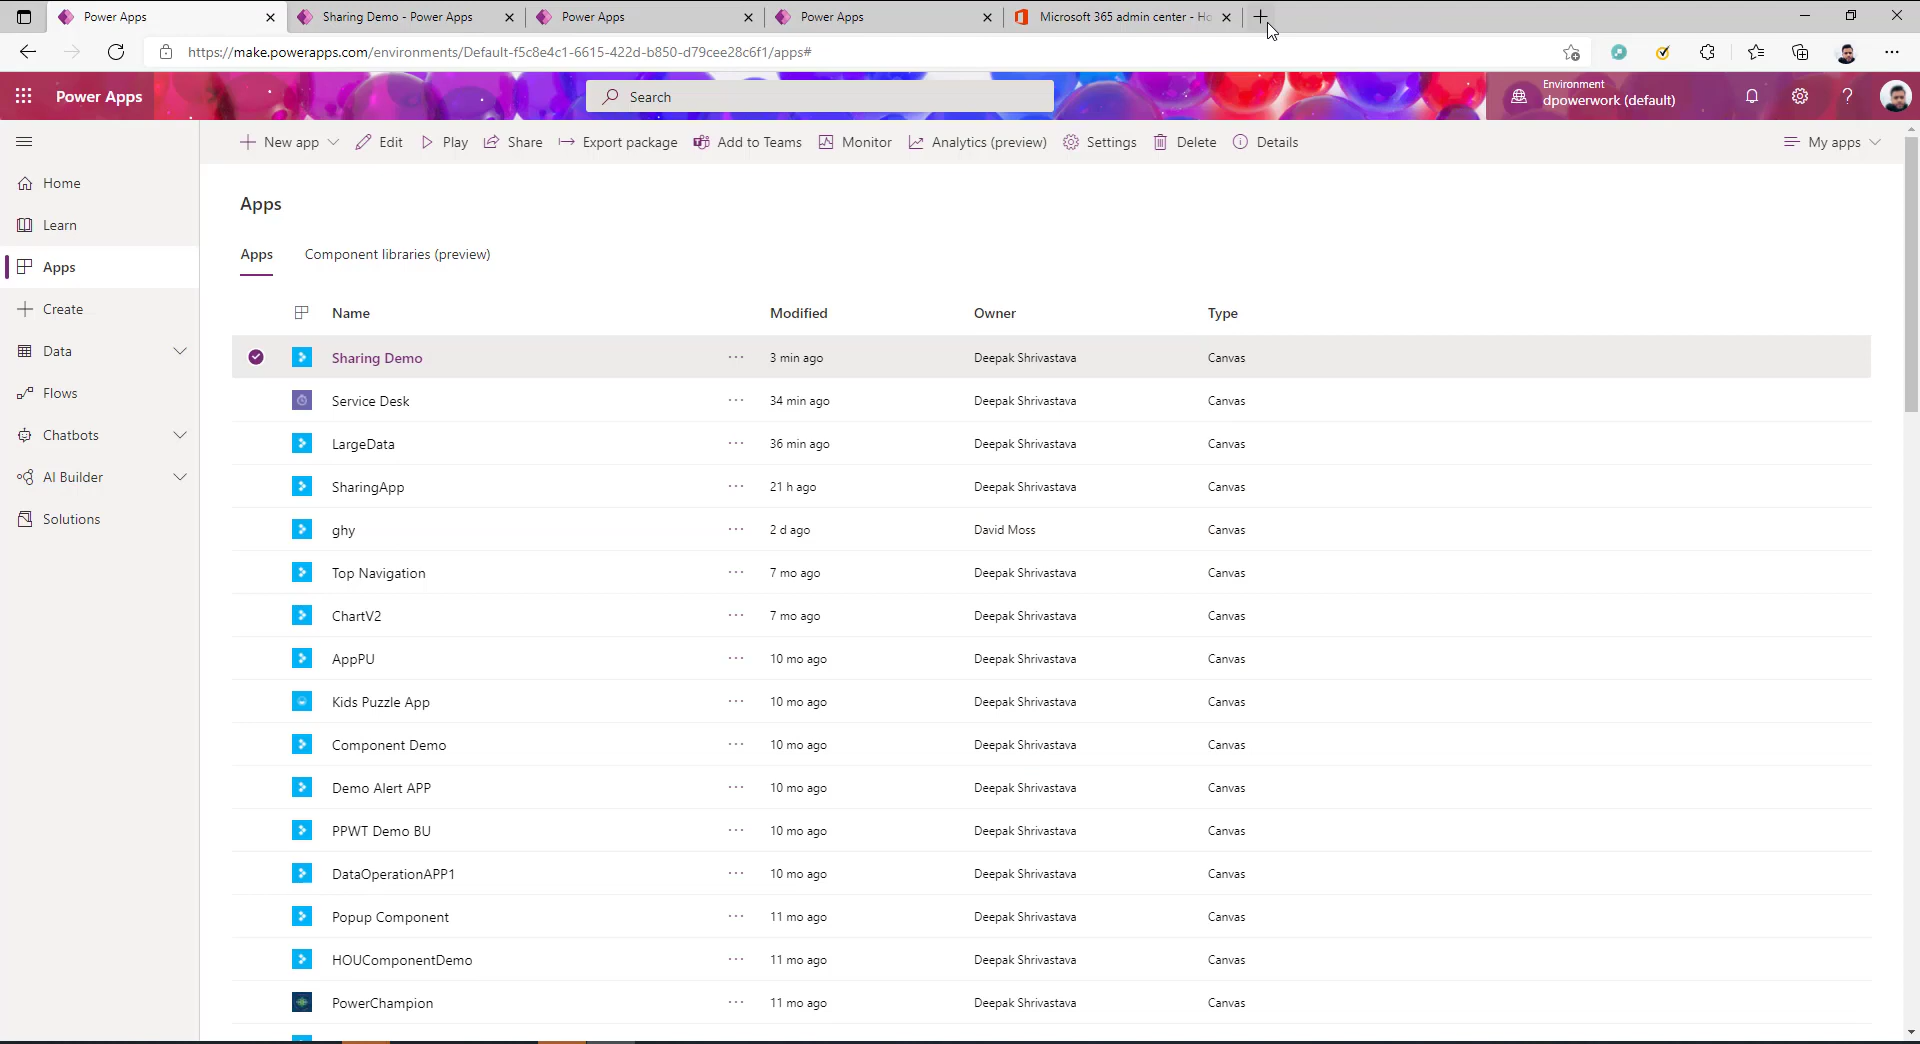 Power Apps
Sharing Demo - Power Apps
Power Apps
Power Apps
Microsoft 365 admin center - Ho
https://make.powerapps.com/environments/Default-f5c8e4c1-6615-422d-b850-d79cee28c6f1/apps#
Power Apps
Search
Environment
dpowerwork (default)
?
New app
Edit
Play
Share
Export package
Add to Teams
Monitor
Analytics (preview)
Settings
Delete
Details
My apps
Home
Learn
Apps
Create
Data
Flows
Chatbots
AI Builder
Solutions
Apps
Apps
Component libraries (preview)
Name Modified Owner Type
Sharing Demo ··· 3 min ago Deepak Shrivastava Canvas
Service Desk ··· 34 min ago Deepak Shrivastava Canvas
LargeData ··· 36 min ago Deepak Shrivastava Canvas
SharingApp ··· 21 h ago Deepak Shrivastava Canvas
ghy ··· 2 d ago David Moss Canvas
Top Navigation ··· 7 mo ago Deepak Shrivastava Canvas
ChartV2 ··· 7 mo ago Deepak Shrivastava Canvas
AppPU ··· 10 mo ago Deepak Shrivastava Canvas
Kids Puzzle App ··· 10 mo ago Deepak Shrivastava Canvas
Component Demo ··· 10 mo ago Deepak Shrivastava Canvas
Demo Alert APP ··· 10 mo ago Deepak Shrivastava Canvas
PPWT Demo BU ··· 10 mo ago Deepak Shrivastava Canvas
DataOperationAPP1 ··· 10 mo ago Deepak Shrivastava Canvas
Popup Component ··· 11 mo ago Deepak Shrivastava Canvas
HOUComponentDemo ··· 11 mo ago Deepak Shrivastava Canvas
PowerChampion ··· 11 mo ago Deepak Shrivastava Canvas